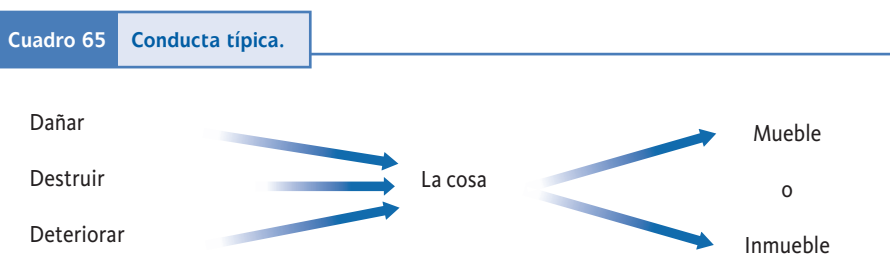 Cuadro 65 Conducta típica.
Dañar
Destruir
Deteriorar
La cosa
Mueble
o
Inmueble